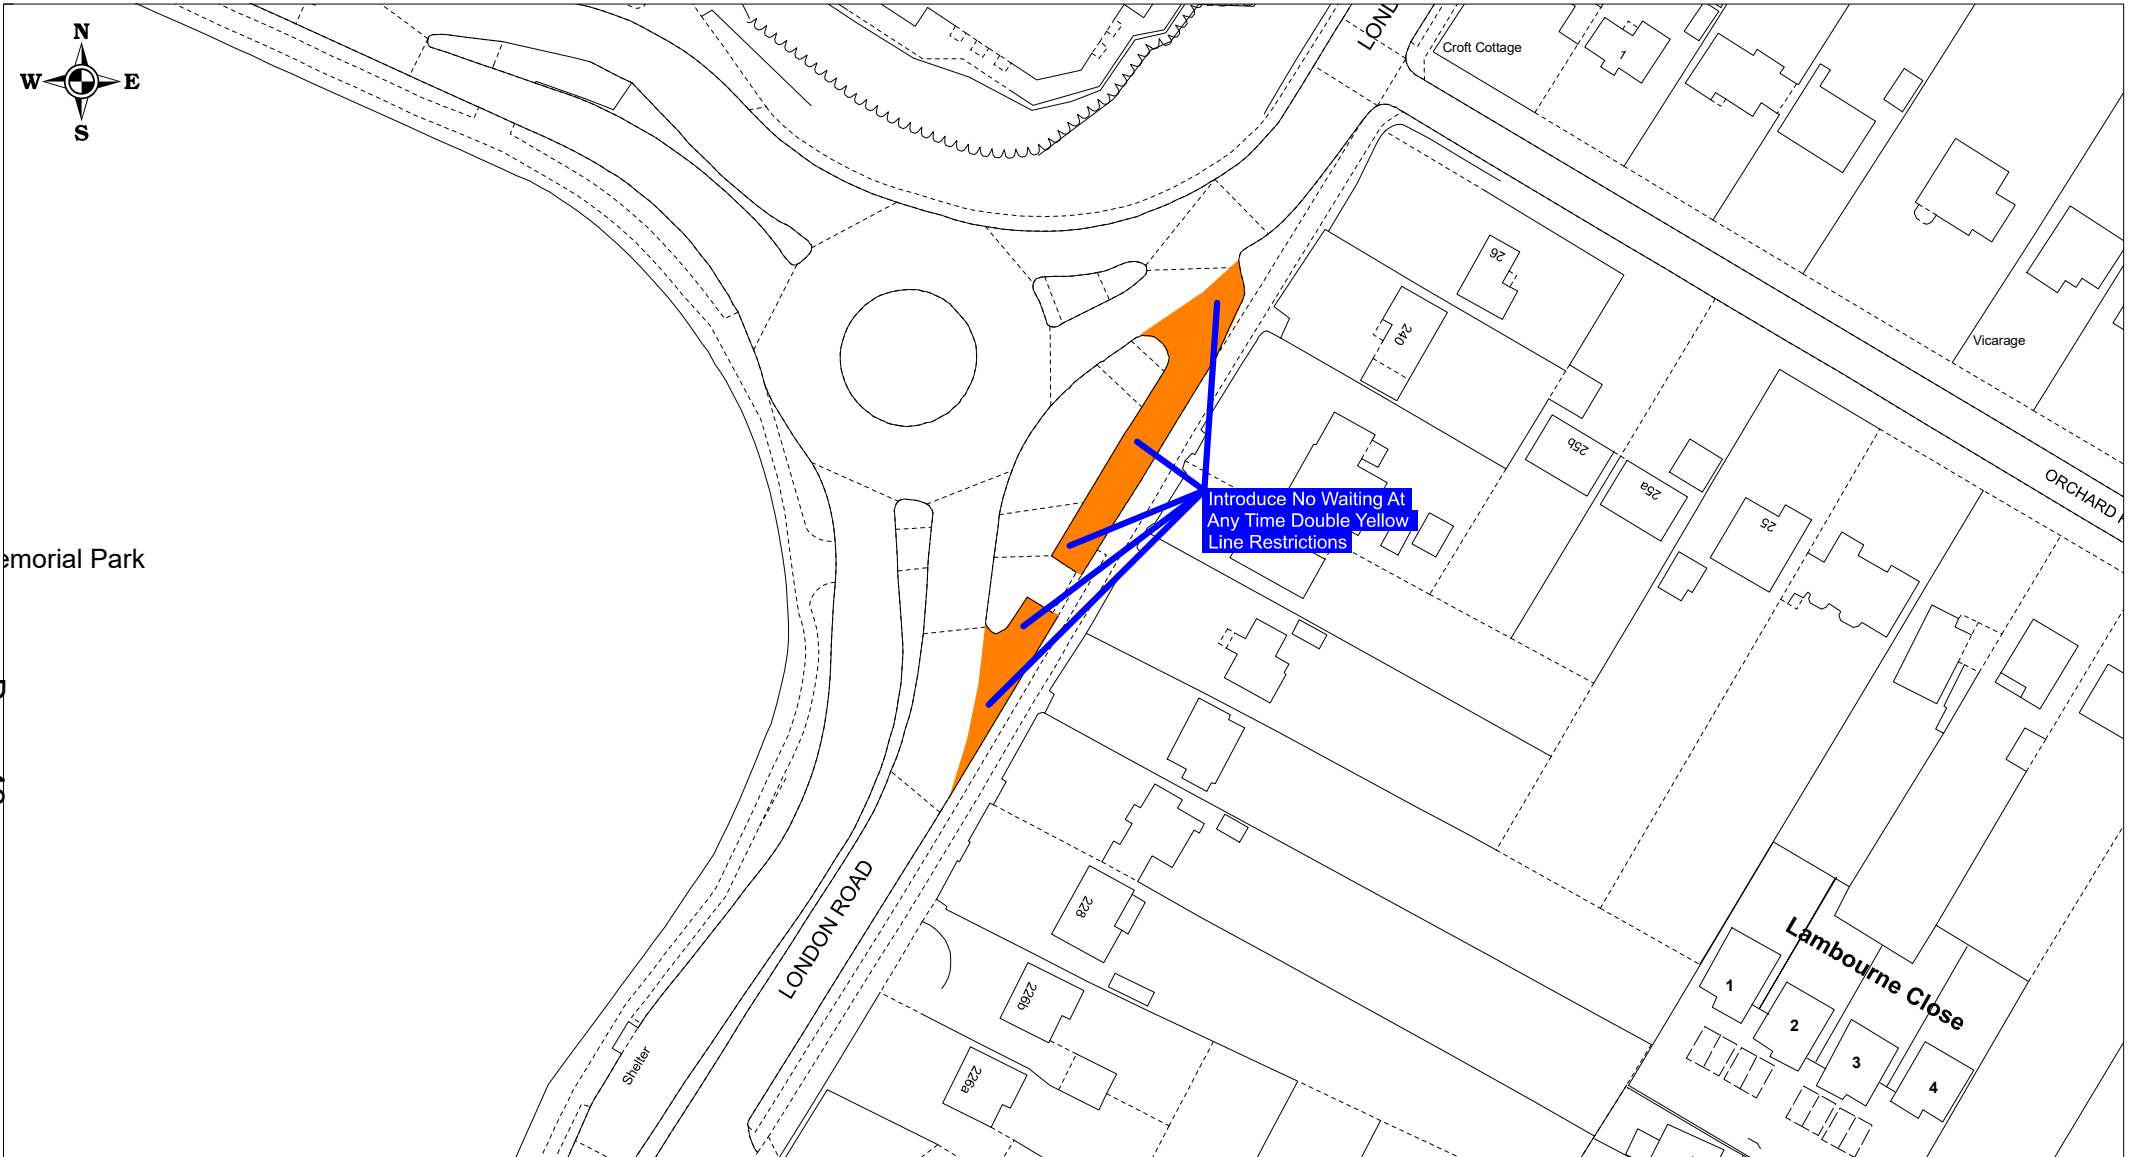 N
W E
S
Croft Cottage
1
26
240
Vicarage
25b
25a
25
ORCHARD
Introduce No Waiting At
Any Time Double Yellow
Line Restrictions
emorial Park
LONDON ROAD
228
226b
226a
Shelter
Lambourne Close
1
2
3
4